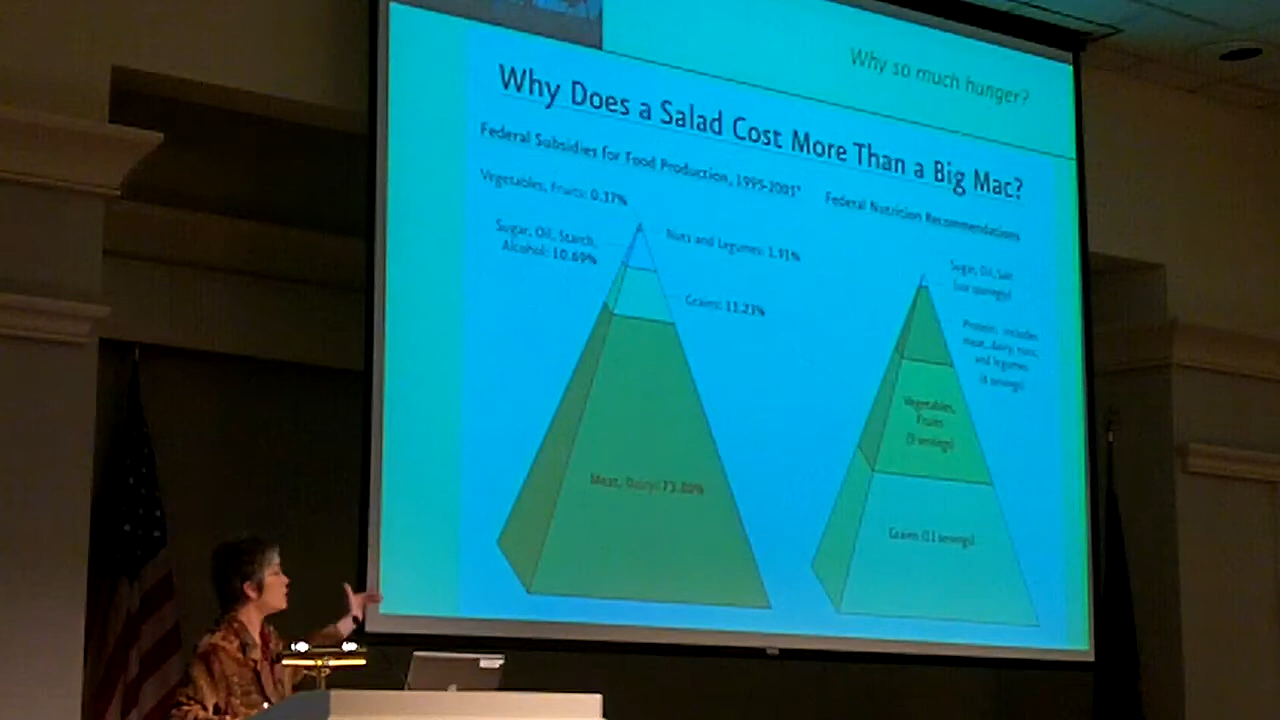 Why so much hunger?
Why Does a Salad Cost More Than a Big Mac?
Federal Subsidies for Food Production, 1995-2005*
Vegetables, Fruits: 0.37%
Sugar, Oil, Starch,
Alcohol: 10.69%
Nuts and Legumes: 1.91%
Grains: 13.23%
Meat, Dairy: 73.80%
Federal Nutrition Recommendations
Sugar, Oil, Salt
(use sparingly)
Protein, includes
meat, dairy, nuts,
and legumes
(6 servings)
Vegetables,
Fruits
(9 servings)
Grains (11 servings)